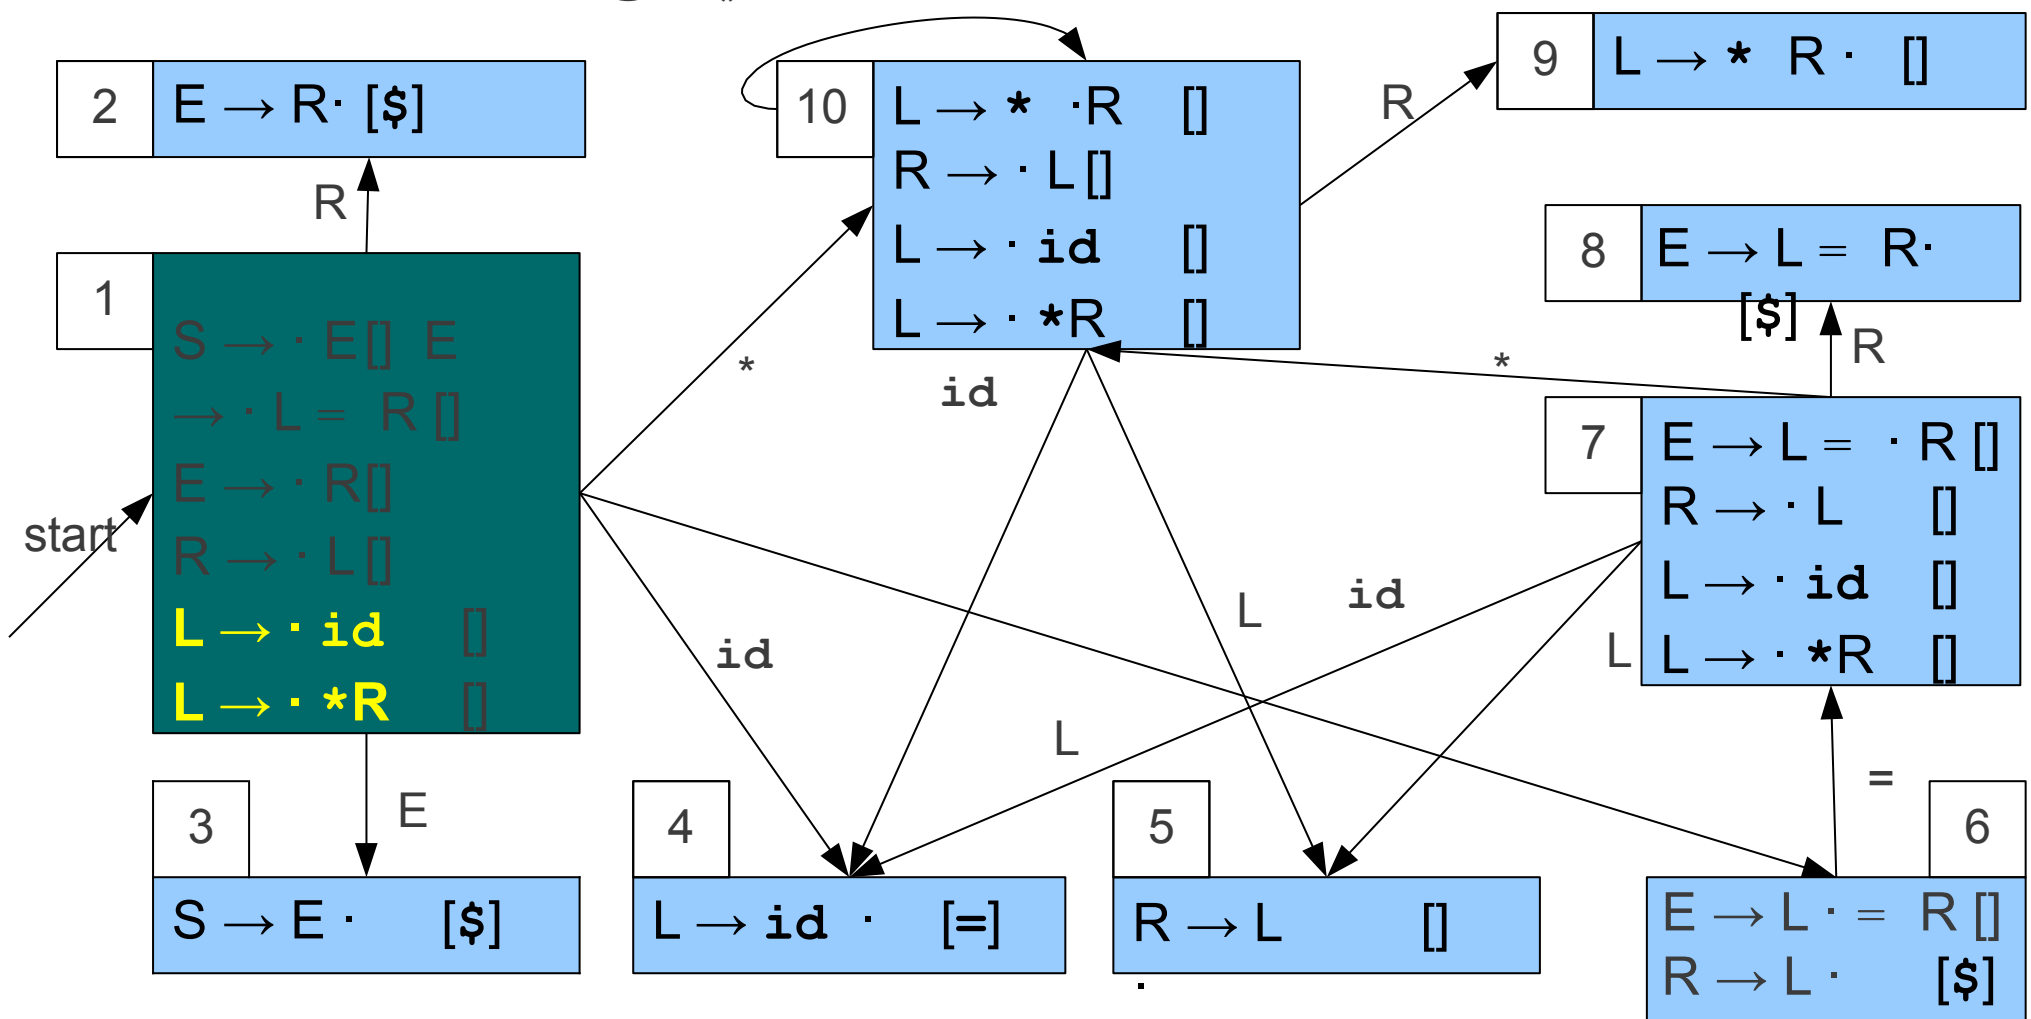 2
E → R· [$]
R
1
S → · E[] E
→ · L = R []
E → · R[]
R → · L[]
L → · id []
L → · *R []
start
E
3
S → E · [$]
10
L → * ·R []
R → · L[]
L → · id []
L → · *R []
*
id
R
9
L → * R · []
8
E → L = R·
[$]
R
*
7
E → L = · R []
R → · L []
L → · id []
L → · *R []
id
L
id
L
L
=
4
L → id · [=]
5
R → L []
·
6
E → L · = R []
R → L · [$]